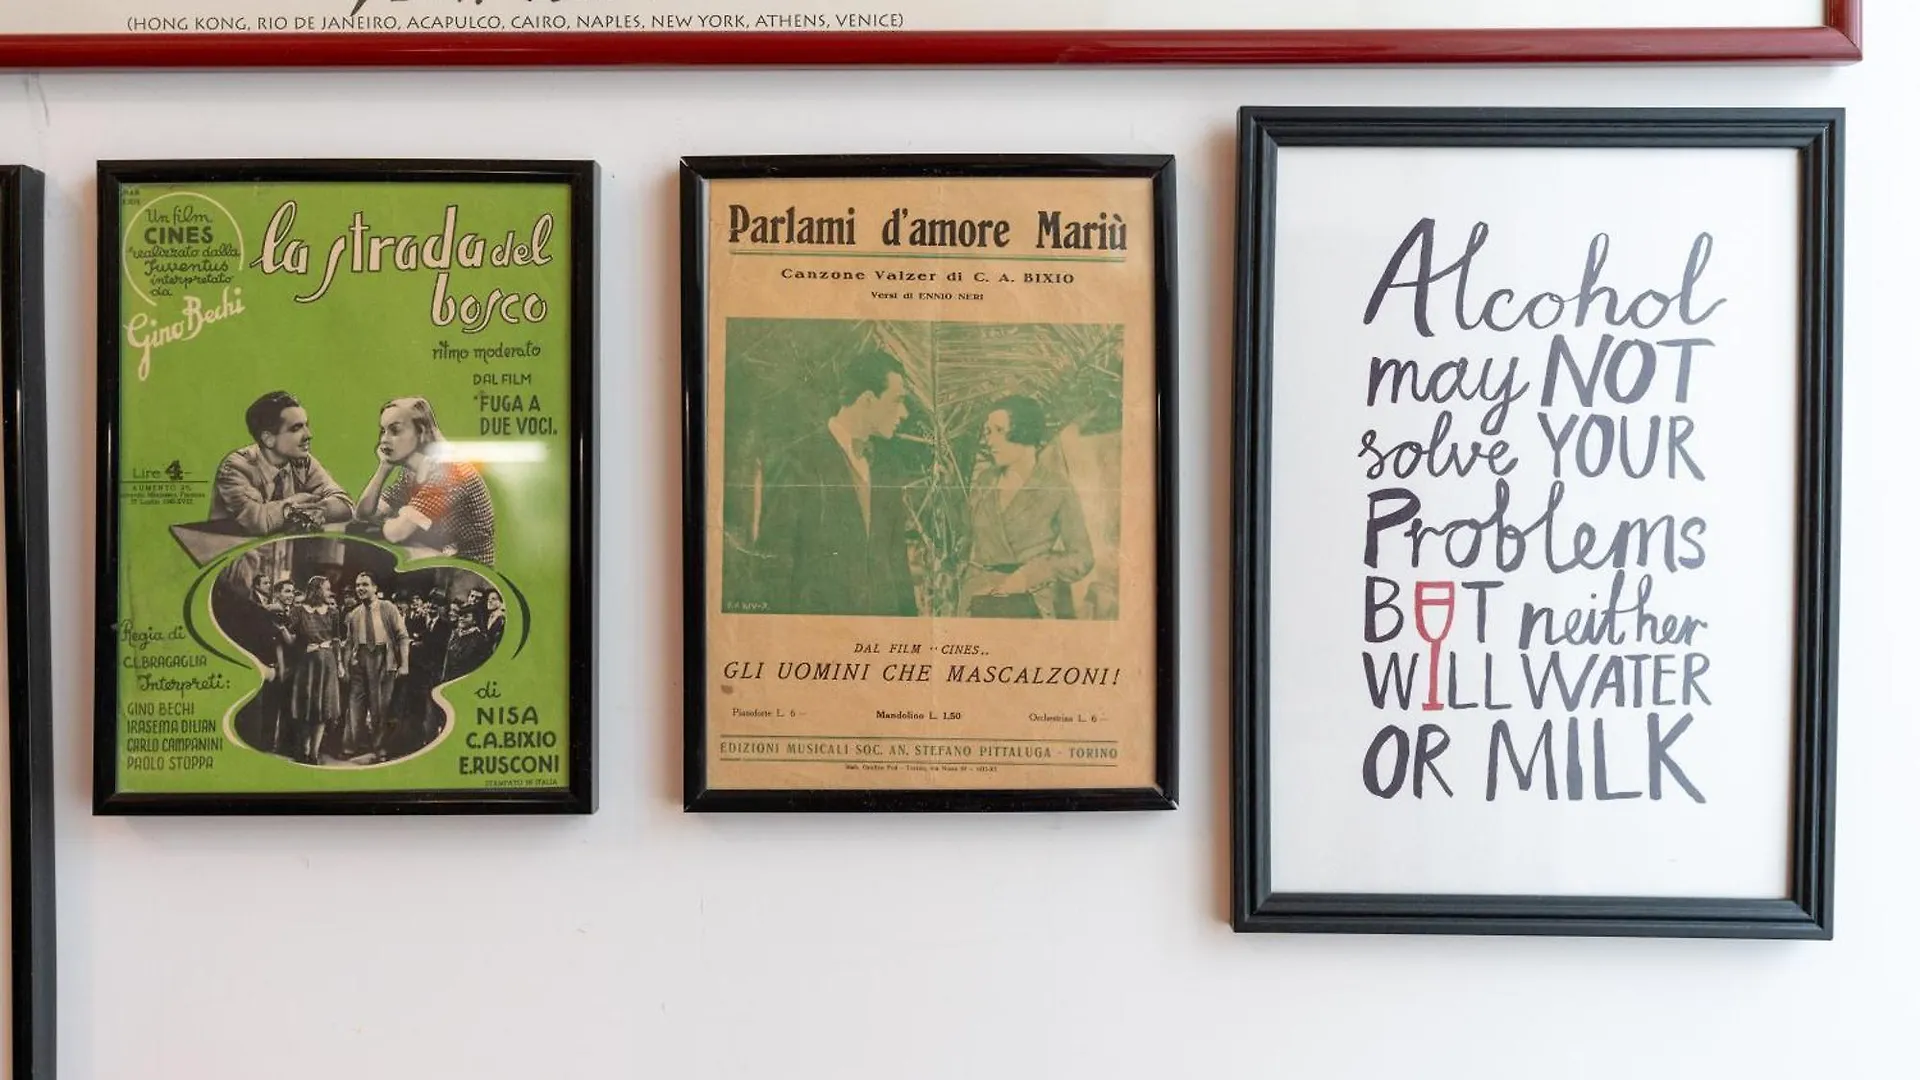 (HONG KONG, RIO DE JANEIRO, ACAPULCO, CAIRO, NAPLES, NEW YORK, ATHENS, VENICE)
Un film
CINES
realizzato dalla
Juventus
interpretato
da
Gino Bechi
la strada del
bosco
ritmo moderato
DAL FILM
"FUGA A
DUE VOCI.
Lire 4-
Regia di
C.L.BRAGAGLIA
Interpreti:
GINO BECHI
IRASEMA DILIAN
CARLO CAMPANINI
PAOLO STOPPA
di
NISA
C.A.BIXIO
E.RUSCONI
STAMPATO IN ITALIA
Parlami d'amore Mariù
Canzone Valzer di C. A. BIXIO
Versi di ENNIO NERI
DAL FILM "CINES„
GLI UOMINI CHE MASCALZONI!
Pianoforte L. 6 —
Mandolino L. 1,50
Orchestrina L. 6 —
EDIZIONI MUSICALI SOC. AN. STEFANO PITTALUGA - TORINO
Alcohol
may NOT
solve YOUR
Problems
BUT neither
WILL WATER
OR MILK